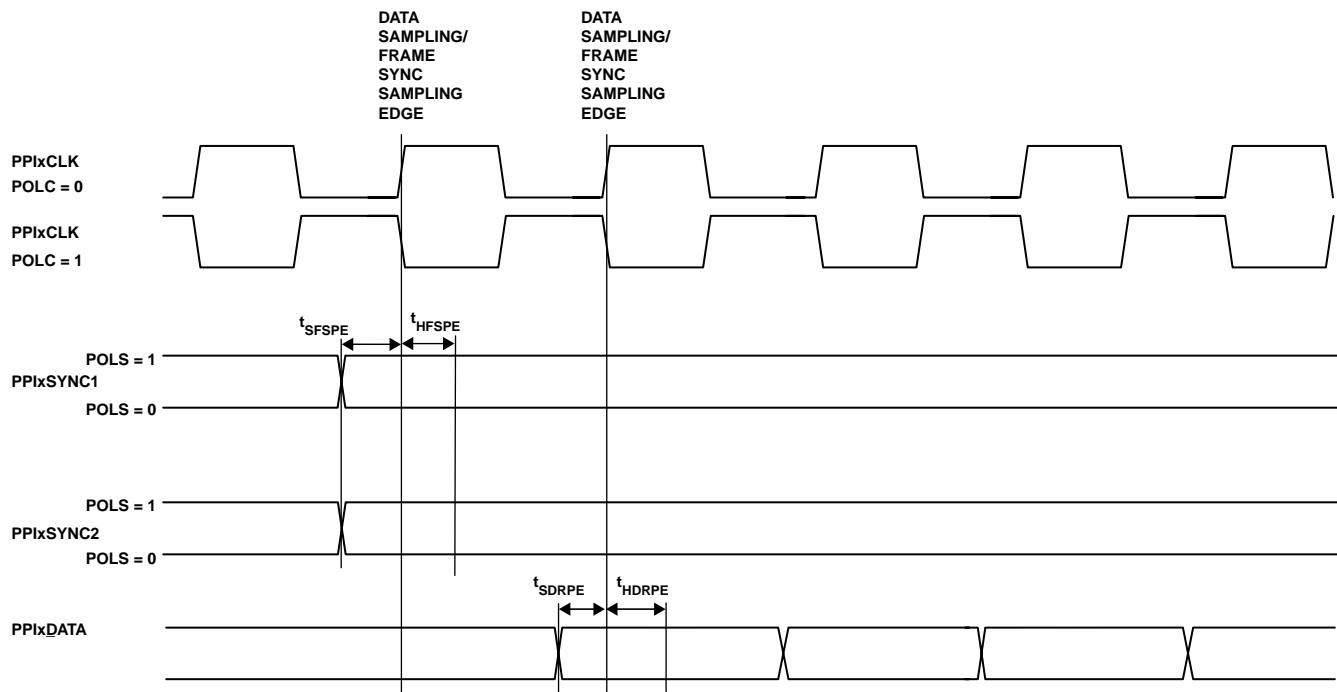 DATA
SAMPLING/
FRAME
SYNC
SAMPLING
EDGE
DATA
SAMPLING/
FRAME
SYNC
SAMPLING
EDGE
PPIxCLK
POLC = 0
PPIxCLK
POLC = 1
tSFSPE
tHFSPE
POLS = 1
PPIxSYNC1
POLS = 0
POLS = 1
PPIxSYNC2
POLS = 0
tSDRPE
tHDRPE
PPIxDATA